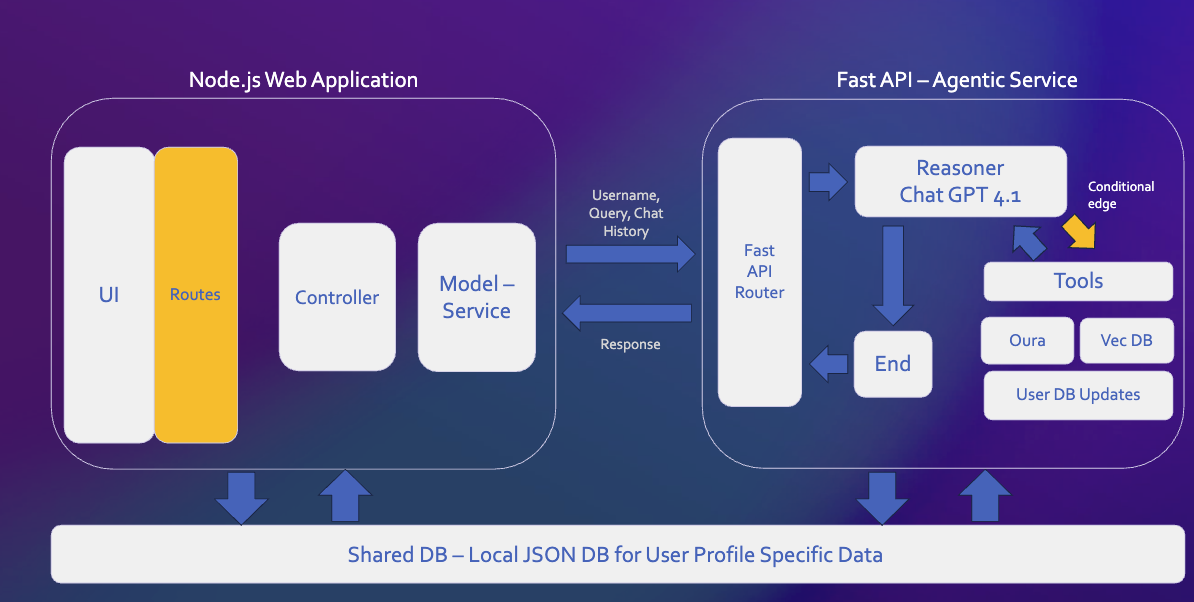 Node.js Web Application
Fast API – Agentic Service
UI
Routes
Controller
Model –
Service
Username,
Query, Chat
History
Response
Fast
API
Router
Reasoner
Chat GPT 4.1
Conditional
edge
Tools
Oura
Vec DB
User DB Updates
End
Shared DB – Local JSON DB for User Profile Specific Data